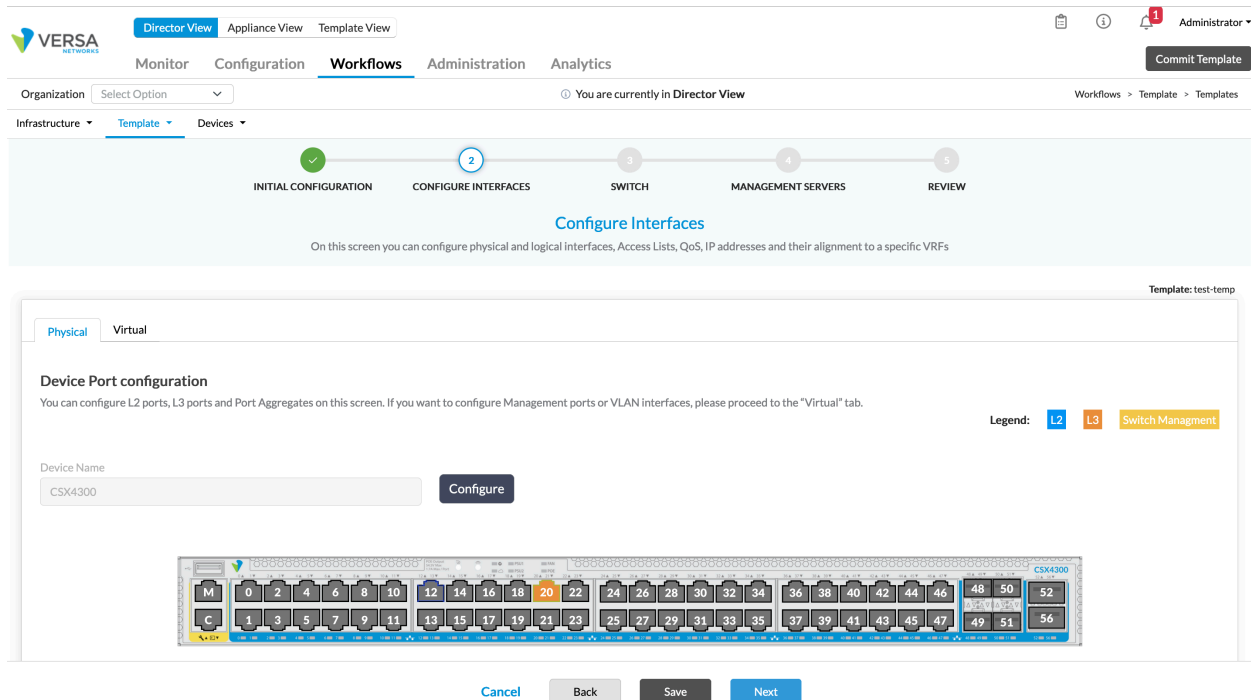 Director View Appliance View Template View
1
Administrator
VERSA
NETWORKS
Monitor Configuration Workflows Administration Analytics
Commit Template
Organization Select Option
You are currently in Director View
Workflows > Template > Templates
Infrastructure Template Devices
2 3 4 5
INITIAL CONFIGURATION CONFIGURE INTERFACES SWITCH MANAGEMENT SERVERS REVIEW
Configure Interfaces
On this screen you can configure physical and logical interfaces, Access Lists, QoS, IP addresses and their alignment to a specific VRFs
Template: test-temp
Physical Virtual
Device Port configuration
You can configure L2 ports, L3 ports and Port Aggregates on this screen. If you want to configure Management ports or VLAN interfaces, please proceed to the “Virtual” tab.
Legend: L2 L3 Switch Managment
Device Name
CSX4300
Configure
CSX4300
M 0 2 4 6 8 10 12 14 16 18 20 22 24 26 28 30 32 34 36 38 40 42 44 46 48 50 52
C 1 3 5 7 9 11 13 15 17 19 21 23 25 27 29 31 33 35 37 39 41 43 45 47 49 51 56
Cancel Back Save Next